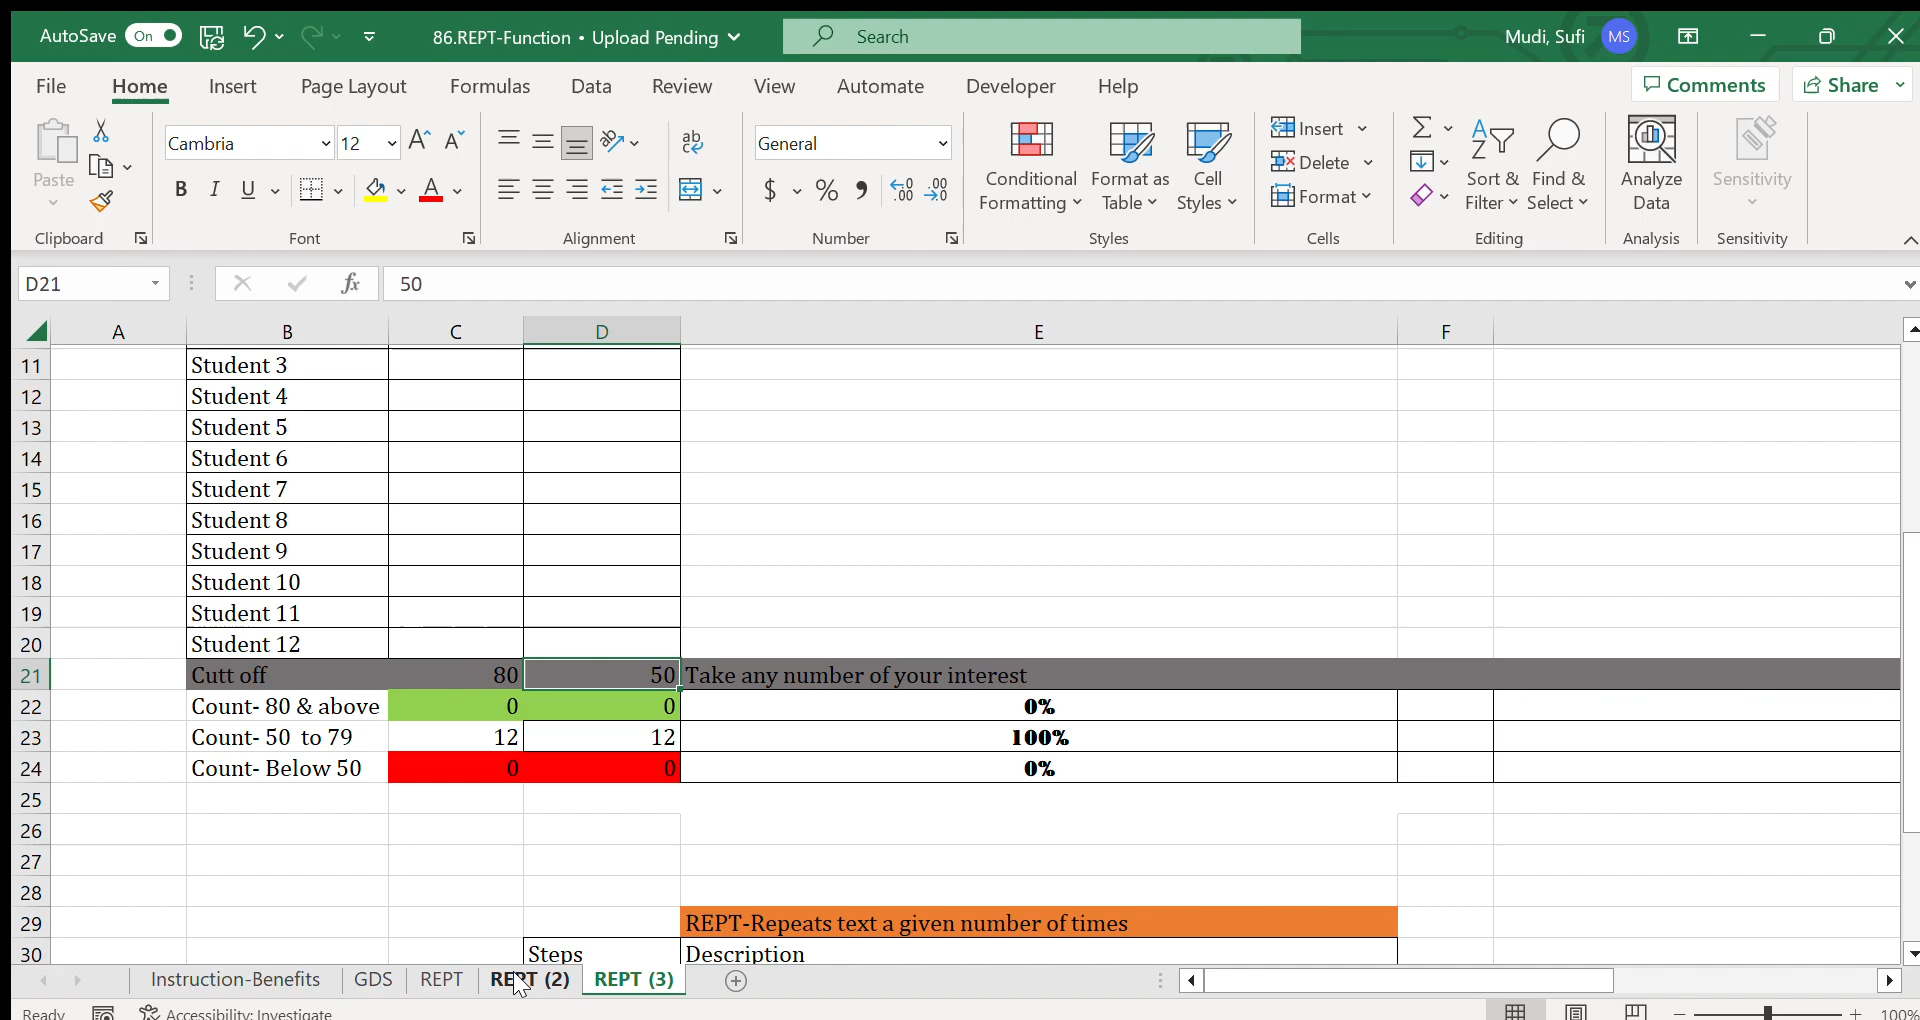 AutoSave On 86.REPT-Function • Upload Pending Search Mudi, Sufi MS
File Home Insert Page Layout Formulas Data Review View Automate Developer Help Comments Share
Paste
Clipboard
Cambria 12
B I U A
Font
ab
Alignment
General
$ % 9 .00
Number
Conditional Formatting
Format as Table
Cell Styles
Styles
Insert
Delete
Format
Cells
Sort & Filter
Find & Select
Editing
Analyze Data
Analysis
Sensitivity
Sensitivity
D21 fx 50
A B C D E F
11 Student 3
12 Student 4
13 Student 5
14 Student 6
15 Student 7
16 Student 8
17 Student 9
18 Student 10
19 Student 11
20 Student 12
21 Cutt off 80 50 Take any number of your interest
22 Count- 80 & above 0 0 0%
23 Count- 50 to 79 12 12 100%
24 Count- Below 50 0 0 0%
25
26
27
28
29 REPT-Repeats text a given number of times
30 Steps Description
Instruction-Benefits GDS REPT REPT (2) REPT (3)
Ready Accessibility: Investigate 100%